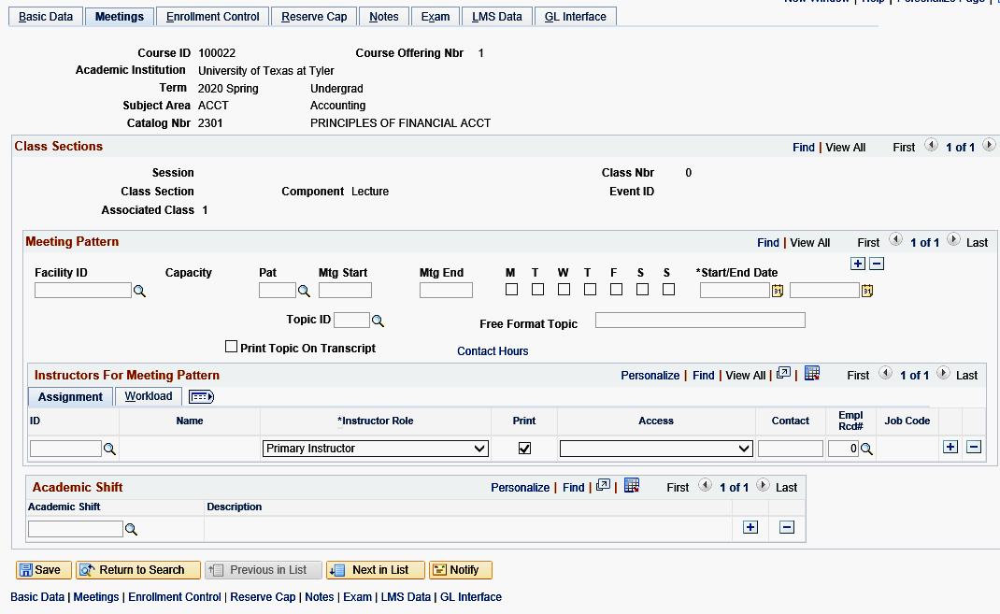 New Window | Help | Personalize Page |
Basic Data Meetings Enrollment Control Reserve Cap Notes Exam LMS Data GL Interface
Course ID 100022 Course Offering Nbr 1
Academic Institution University of Texas at Tyler
Term 2020 Spring Undergrad
Subject Area ACCT Accounting
Catalog Nbr 2301 PRINCIPLES OF FINANCIAL ACCT
Class Sections Find | View All First 1 of 1
Session Class Nbr 0
Class Section Component Lecture Event ID
Associated Class 1
Meeting Pattern Find | View All First 1 of 1 Last
Facility ID Capacity Pat Mtg Start Mtg End M T W T F S S *Start/End Date
Topic ID Free Format Topic
Print Topic On Transcript Contact Hours
Instructors For Meeting Pattern Personalize | Find | View All | | First 1 of 1 Last
Assignment Workload
ID Name *Instructor Role Print Access Contact Empl Rcd# Job Code
Primary Instructor 0
Academic Shift Personalize | Find | | First 1 of 1 Last
Academic Shift Description
Save Return to Search Previous in List Next in List Notify
Basic Data | Meetings | Enrollment Control | Reserve Cap | Notes | Exam | LMS Data | GL Interface